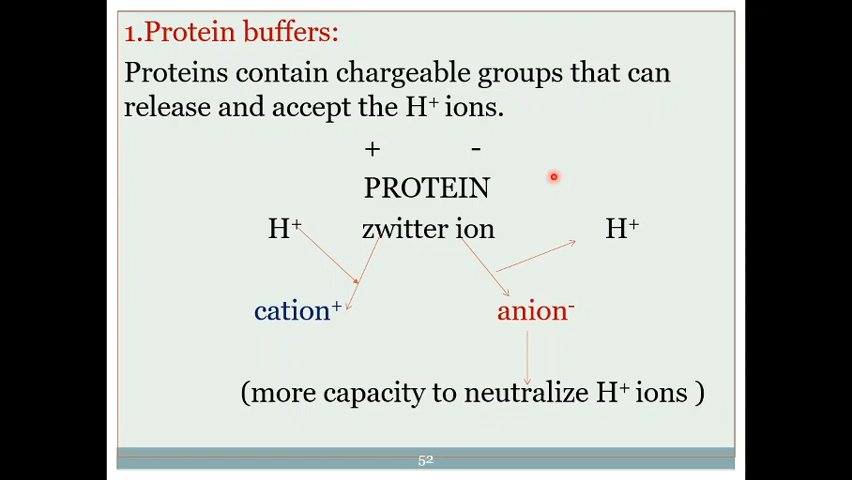 1.Protein buffers:
Proteins contain chargeable groups that can
release and accept the H⁺ ions.
+ -
PROTEIN
H⁺ zwitter ion H⁺
cation⁺ anion⁻
(more capacity to neutralize H⁺ ions )
52